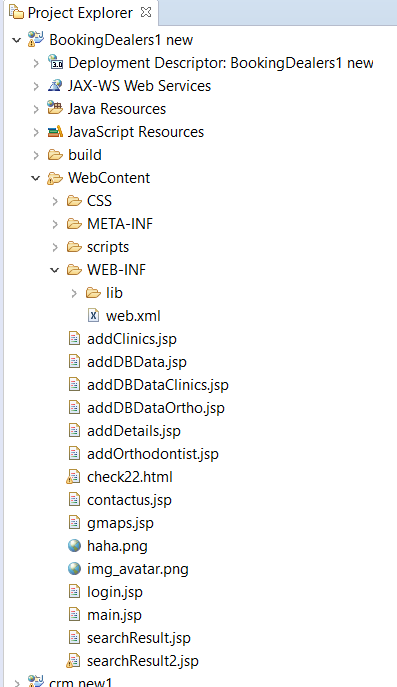 Project Explorer
BookingDealers1 new
3.0 Deployment Descriptor: BookingDealers1 new
JAX-WS Web Services
Java Resources
JavaScript Resources
build
WebContent
CSS
META-INF
scripts
WEB-INF
lib
X web.xml
addClinics.jsp
addDBData.jsp
addDBDataClinics.jsp
addDBDataOrtho.jsp
addDetails.jsp
addOrthodontist.jsp
check22.html
contactus.jsp
gmaps.jsp
haha.png
img_avatar.png
login.jsp
main.jsp
searchResult.jsp
searchResult2.jsp
crm new1